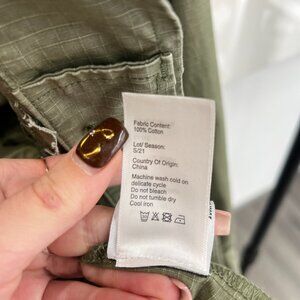 Fabric Content:
100% Cotton
Lot/ Season:
S/21
Country Of Origin:
China
Machine wash cold on
delicate cycle
Do not bleach
Do not tumble dry
Cool iron